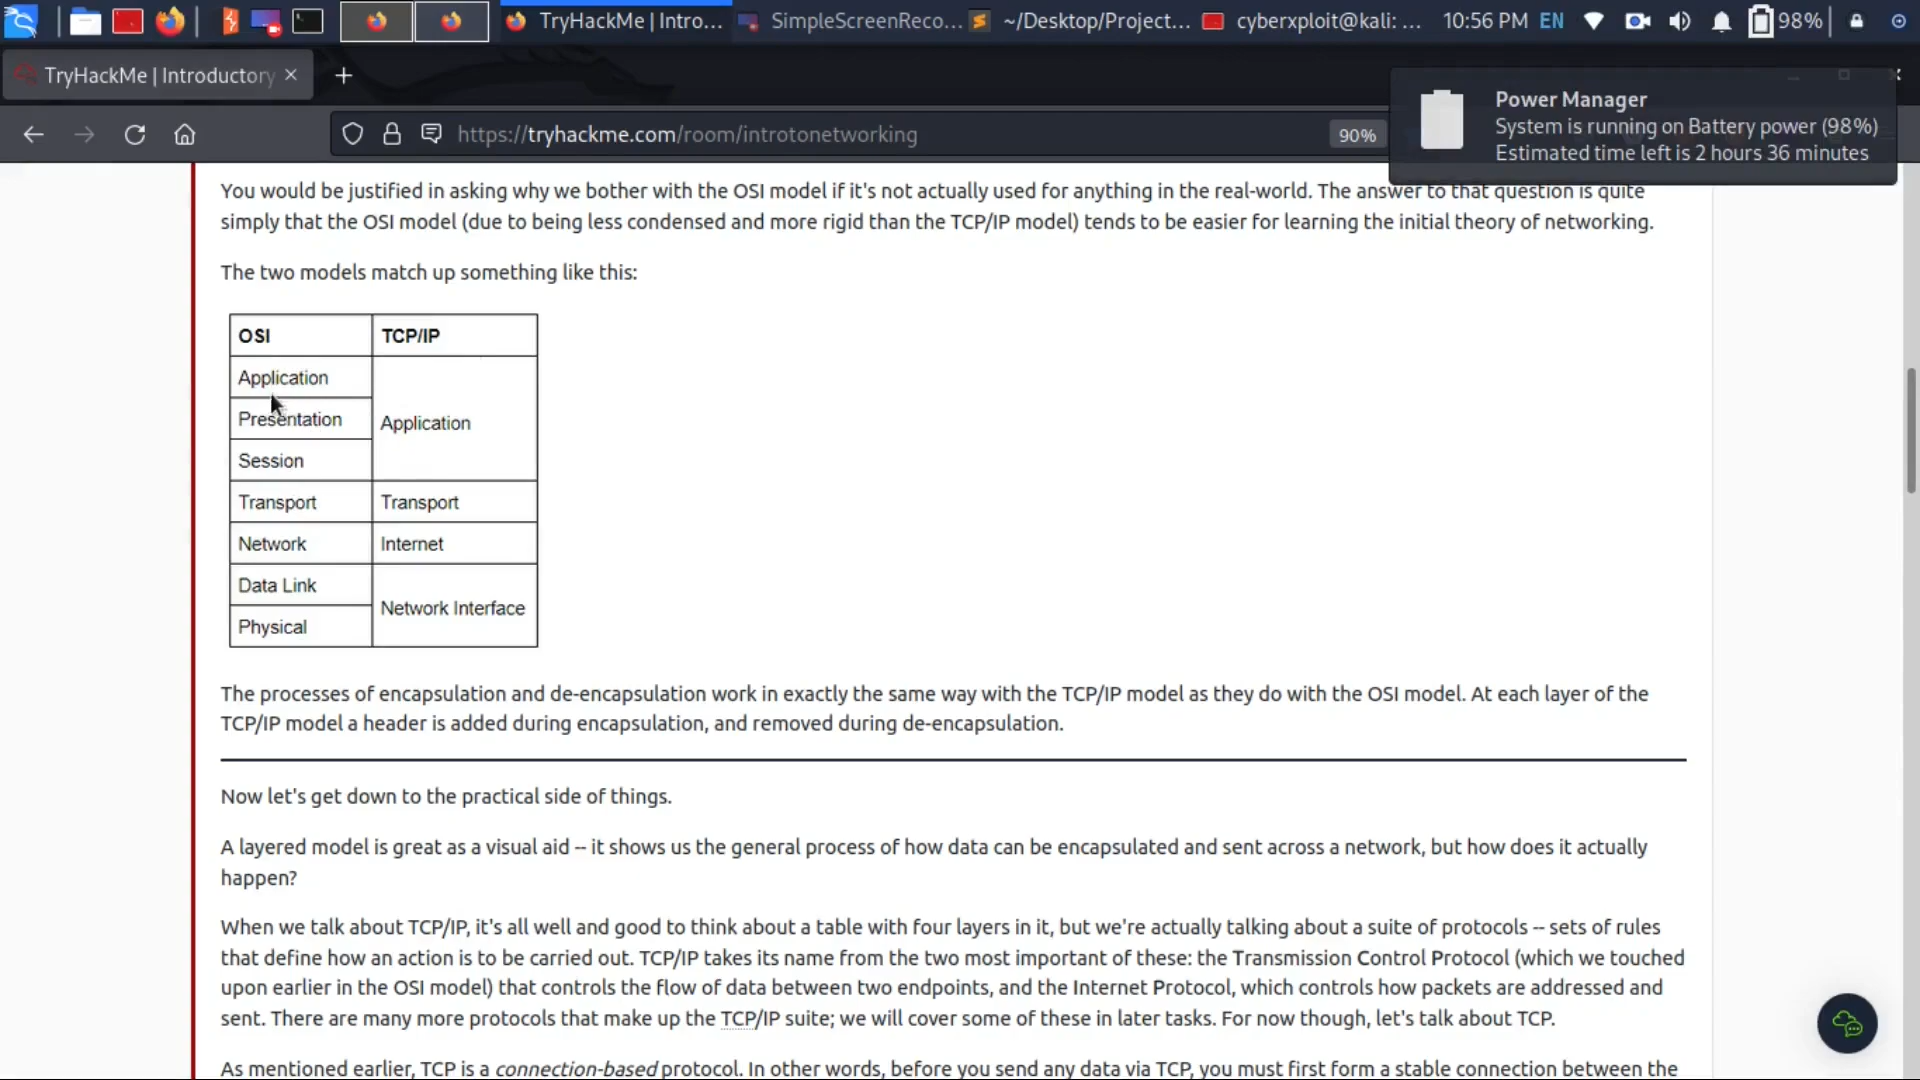 TryHackMe | Intro...
SimpleScreenReco...
~/Desktop/Project...
cyberxploit@kali: ...
10:56 PM
EN
98%
TryHackMe | Introductory
Power Manager
System is running on Battery power (98%)
Estimated time left is 2 hours 36 minutes
https://tryhackme.com/room/introtonetworking
90%
You would be justified in asking why we bother with the OSI model if it's not actually used for anything in the real-world. The answer to that question is quite
simply that the OSI model (due to being less condensed and more rigid than the TCP/IP model) tends to be easier for learning the initial theory of networking.
The two models match up something like this:
OSI TCP/IP
Application
Presentation Application
Session
Transport Transport
Network Internet
Data Link
Network Interface
Physical
The processes of encapsulation and de-encapsulation work in exactly the same way with the TCP/IP model as they do with the OSI model. At each layer of the
TCP/IP model a header is added during encapsulation, and removed during de-encapsulation.
Now let's get down to the practical side of things.
A layered model is great as a visual aid -- it shows us the general process of how data can be encapsulated and sent across a network, but how does it actually
happen?
When we talk about TCP/IP, it's all well and good to think about a table with four layers in it, but we're actually talking about a suite of protocols -- sets of rules
that define how an action is to be carried out. TCP/IP takes its name from the two most important of these: the Transmission Control Protocol (which we touched
upon earlier in the OSI model) that controls the flow of data between two endpoints, and the Internet Protocol, which controls how packets are addressed and
sent. There are many more protocols that make up the TCP/IP suite; we will cover some of these in later tasks. For now though, let's talk about TCP.
As mentioned earlier, TCP is a connection-based protocol. In other words, before you send any data via TCP, you must first form a stable connection between the